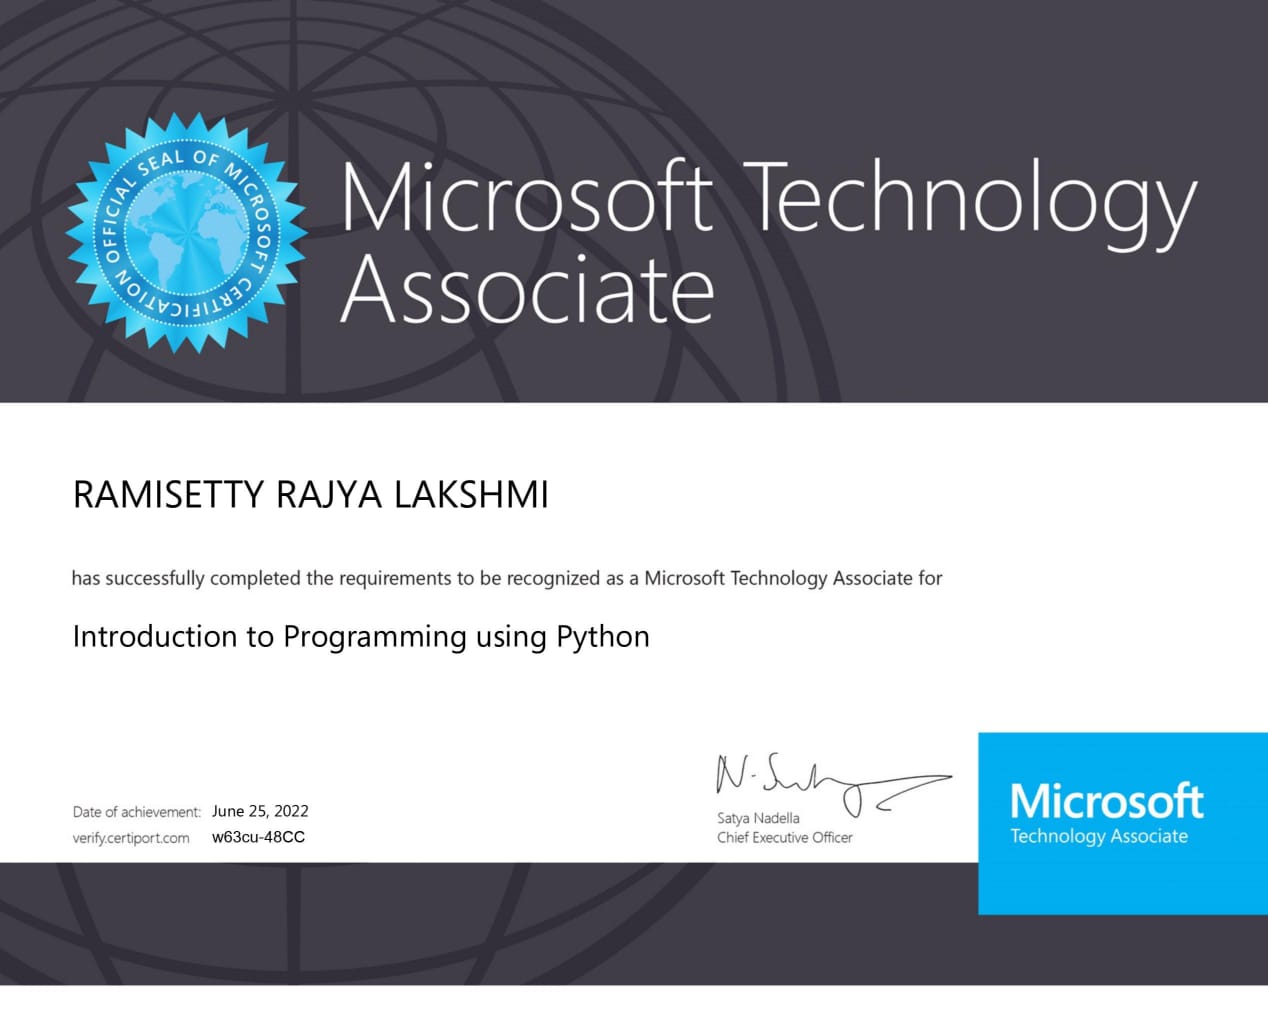 OFFICIAL SEAL OF MICROSOFT CERTIFICATION
Microsoft Technology
Associate
RAMISETTY RAJYA LAKSHMI
has successfully completed the requirements to be recognized as a Microsoft Technology Associate for
Introduction to Programming using Python
Date of achievement: June 25, 2022
verify.certiport.com w63cu-48CC
N. Satya
Satya Nadella
Chief Executive Officer
Microsoft
Technology Associate